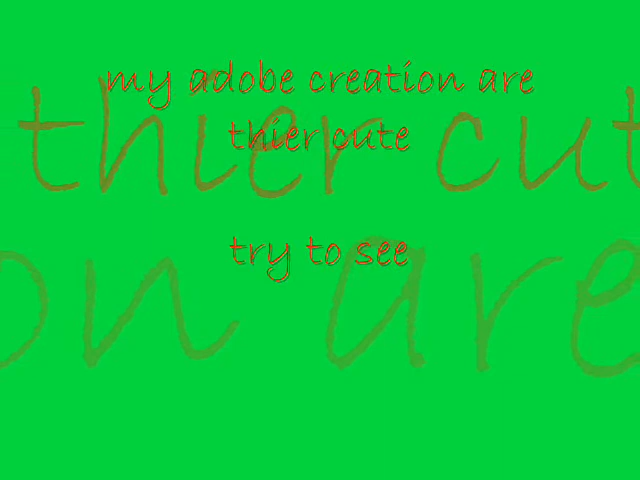 my adobe creation are
thier cute
try to see
thier cut
on are